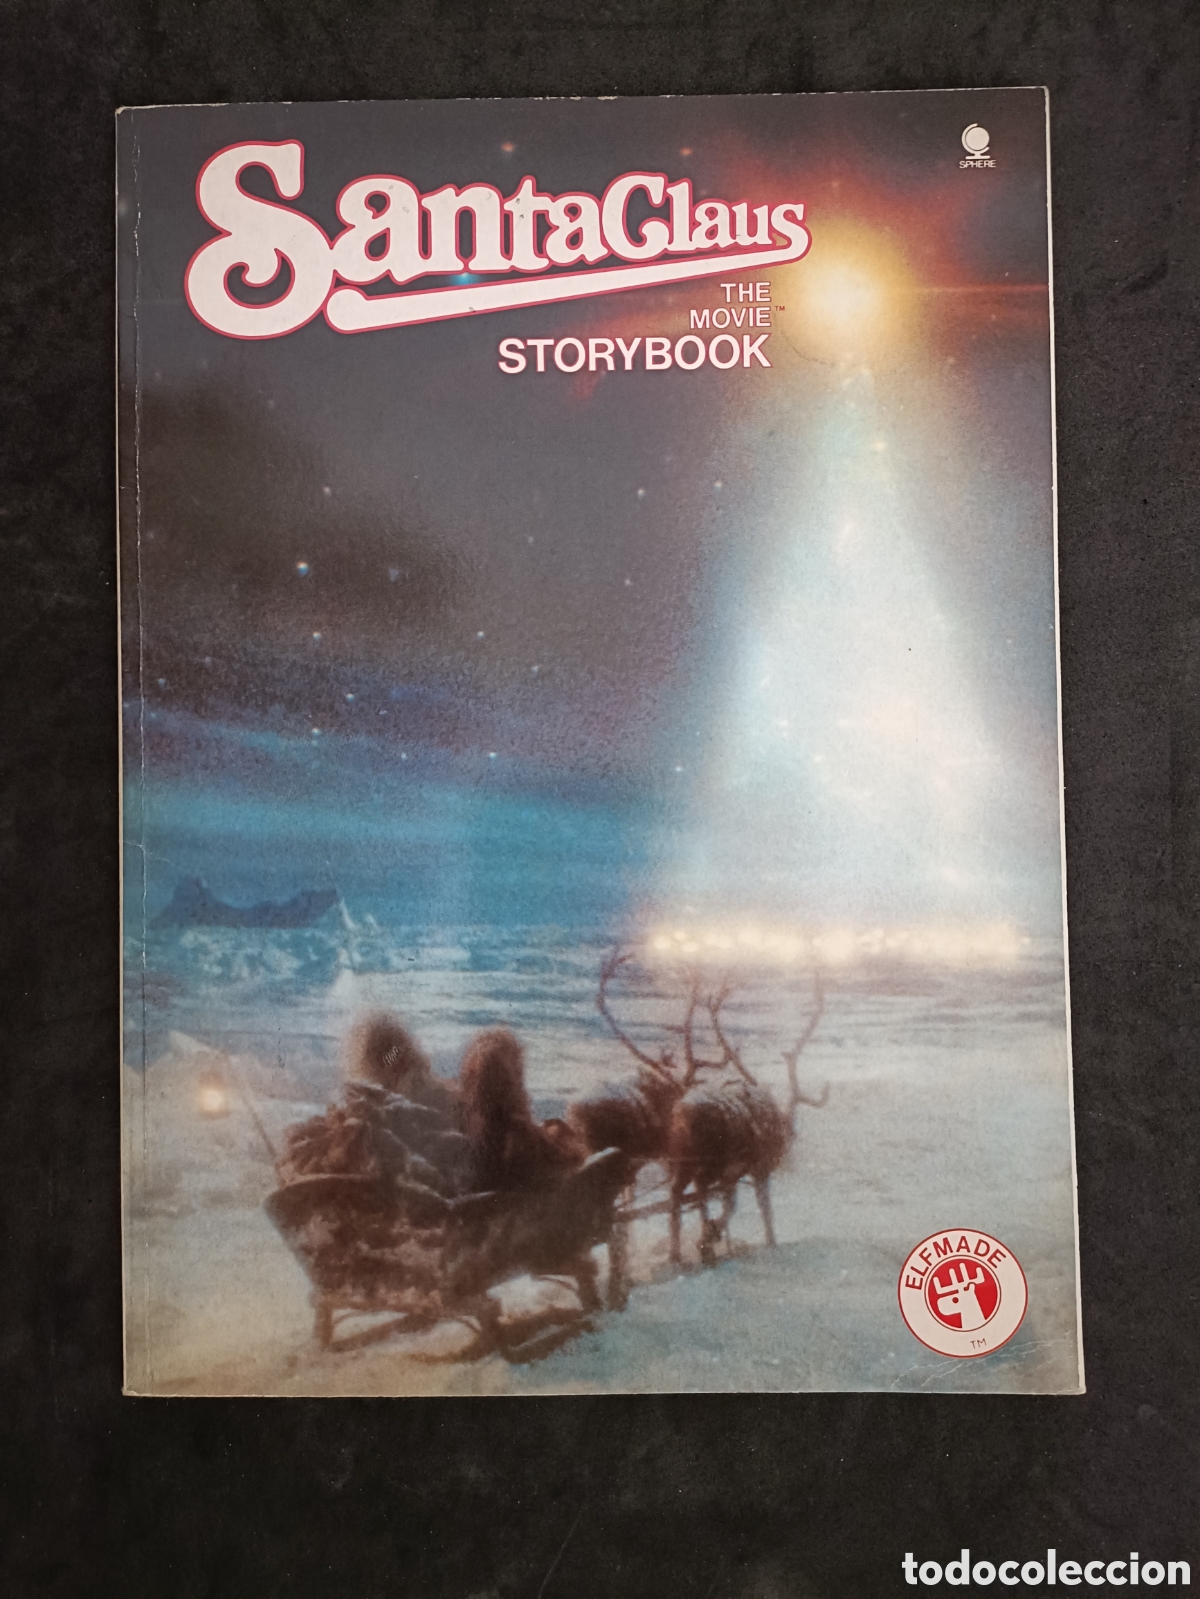 SPHERE
SantaClaus
THE
MOVIE™
STORYBOOK
ELFMADE
TM
todocoleccion